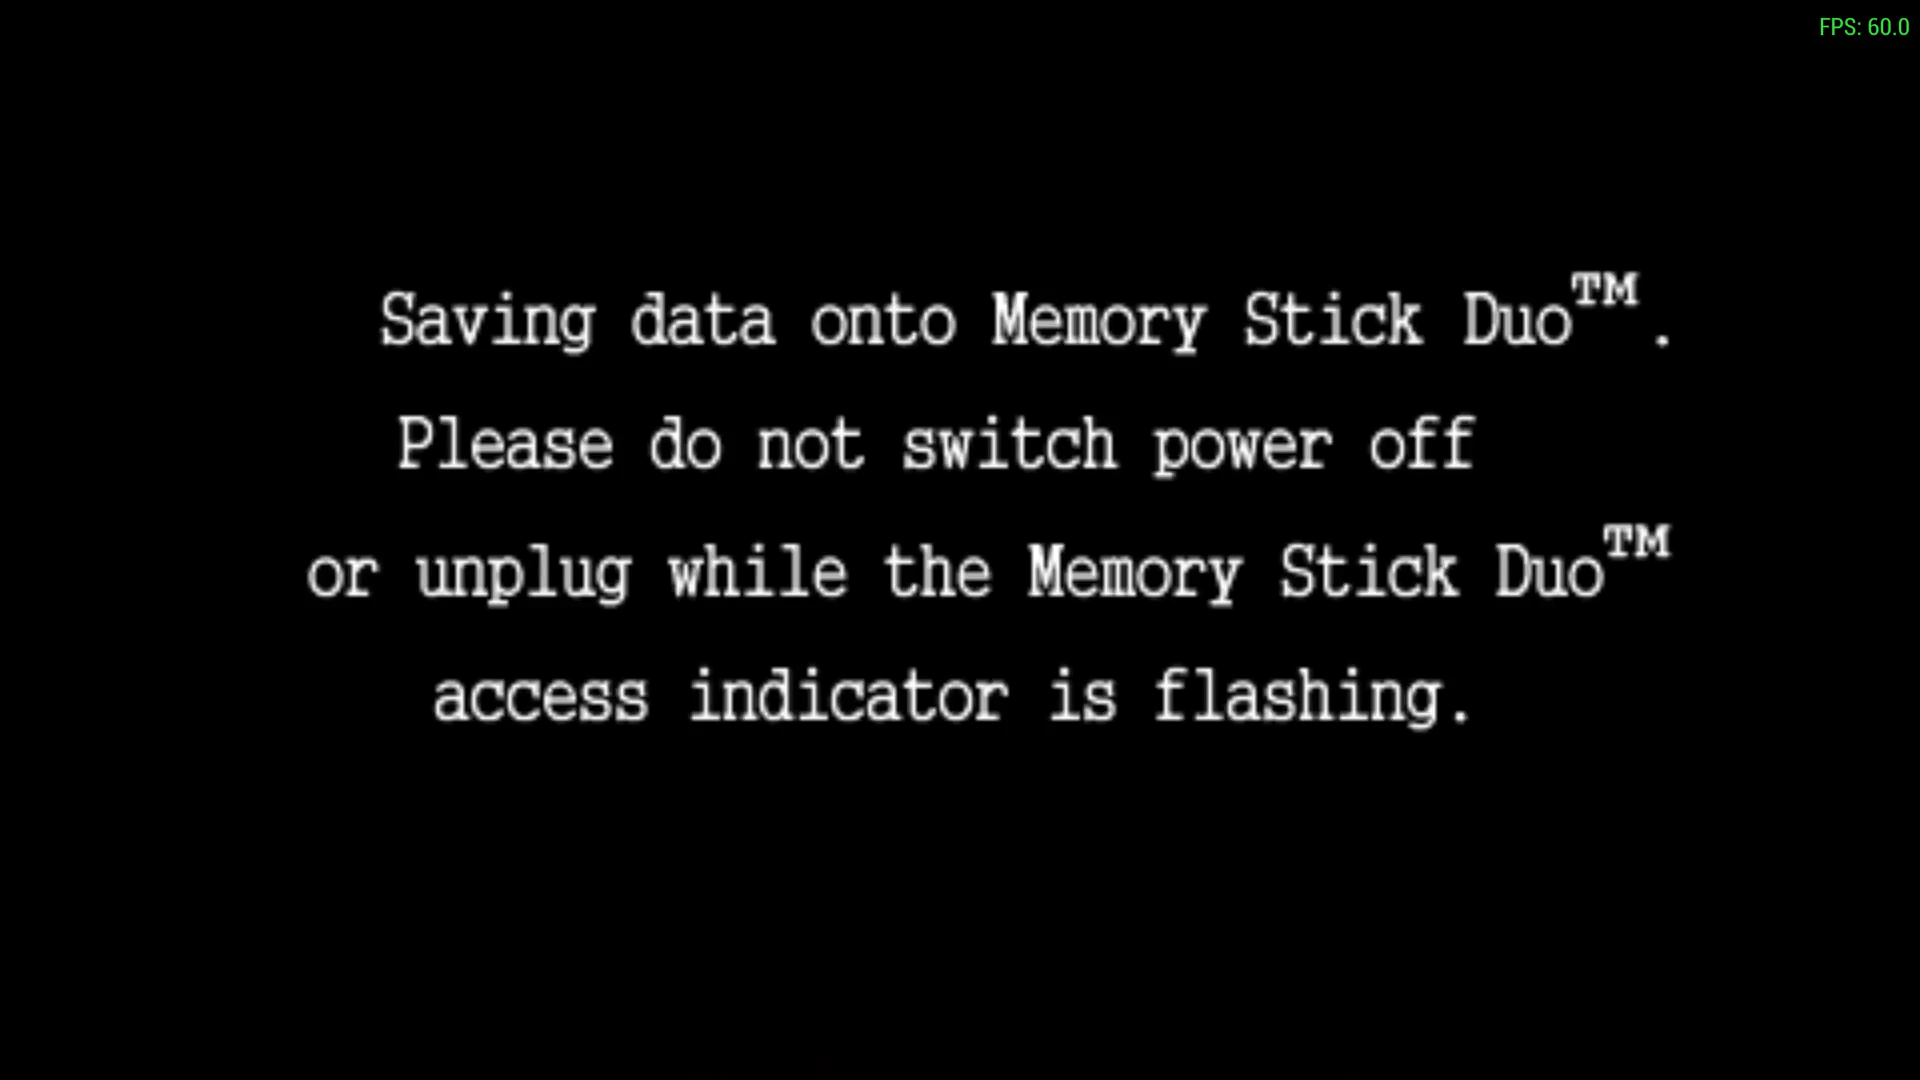 FPS: 60.0
Saving data onto Memory Stick Duo™.
Please do not switch power off
or unplug while the Memory Stick Duo™
access indicator is flashing.